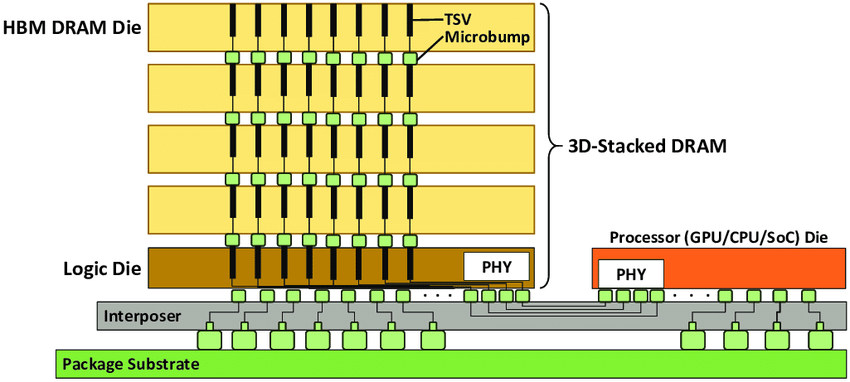 HBM DRAM Die
TSV
Microbump
3D-Stacked DRAM
Processor (GPU/CPU/SoC) Die
Logic Die
PHY
PHY
Interposer
Package Substrate